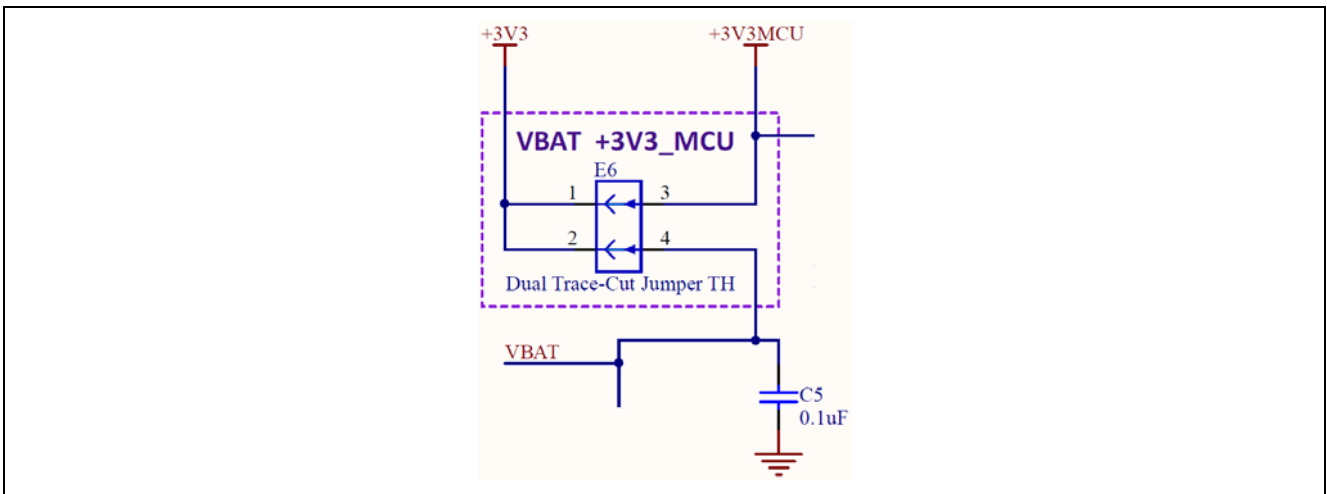 +3V3 +3V3MCU
VBAT +3V3_MCU
E6
1 3
2 4
Dual Trace-Cut Jumper TH
VBAT
C5
0.1uF